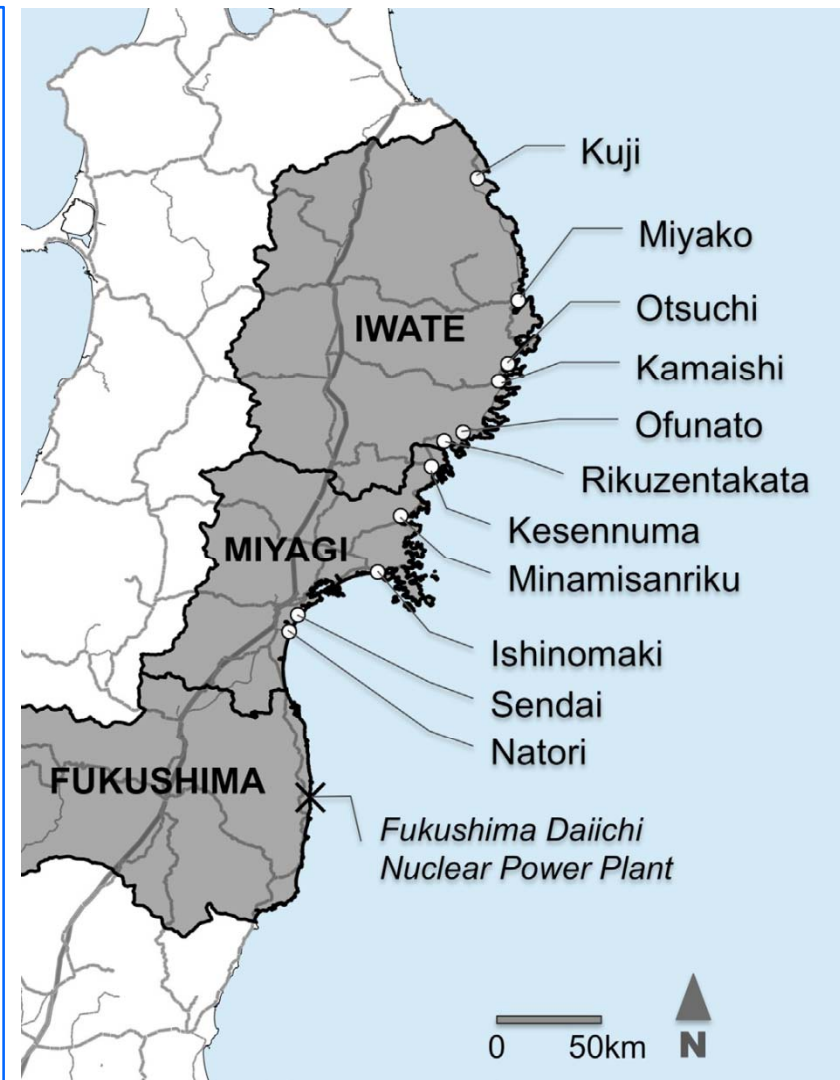 Kuji
Miyako
IWATE
Otsuchi
Kamaishi
Ofunato
Rikuzentakata
Kesennuma
MIYAGI
Minamisanriku
Ishinomaki
Sendai
Natori
FUKUSHIMA
Fukushima Daiichi
Nuclear Power Plant
0 50km N